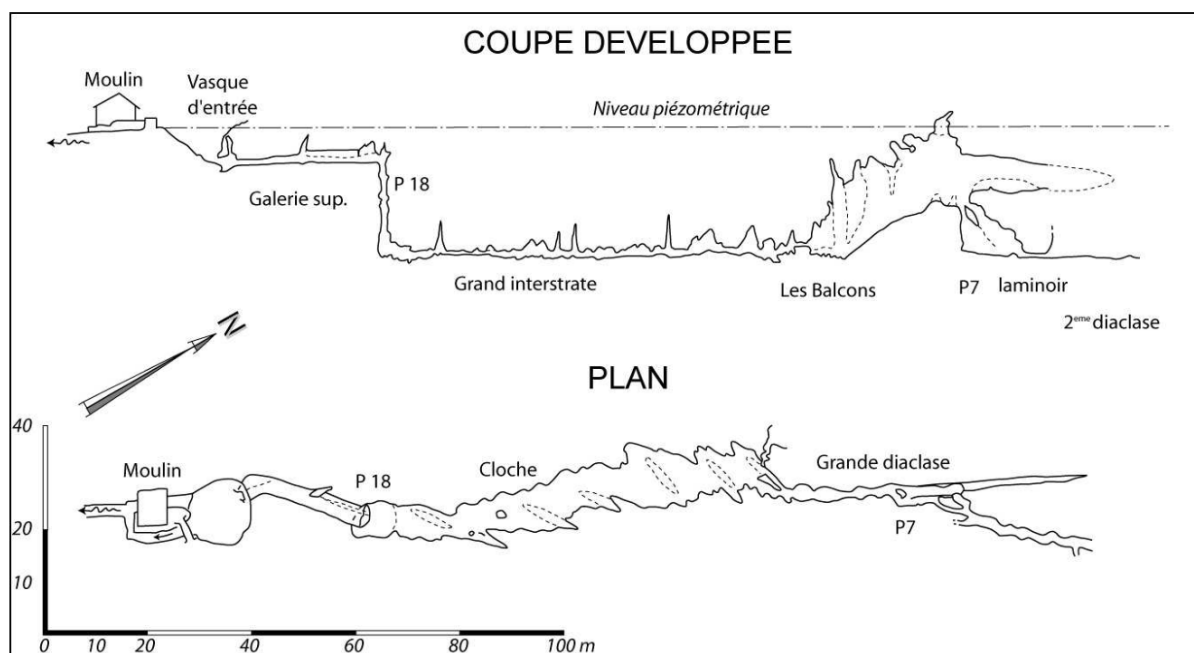 COUPE DEVELOPPEE
Moulin
Vasque
d'entrée
Niveau piézométrique
P 18
Galerie sup.
Grand interstrate
Les Balcons
P7
laminoir
2eme diaclase
N
PLAN
40
Moulin
P 18
Cloche
Grande diaclase
20
P7
10
0 10 20 40 60 80 100 m